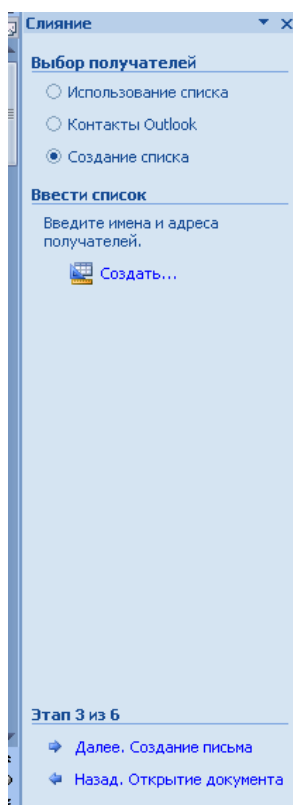 Слияние
Выбор получателей
Использование списка
Контакты Outlook
Создание списка
Ввести список
Введите имена и адреса
получателей.
Создать...
Этап 3 из 6
Далее. Создание письма
Назад. Открытие документа